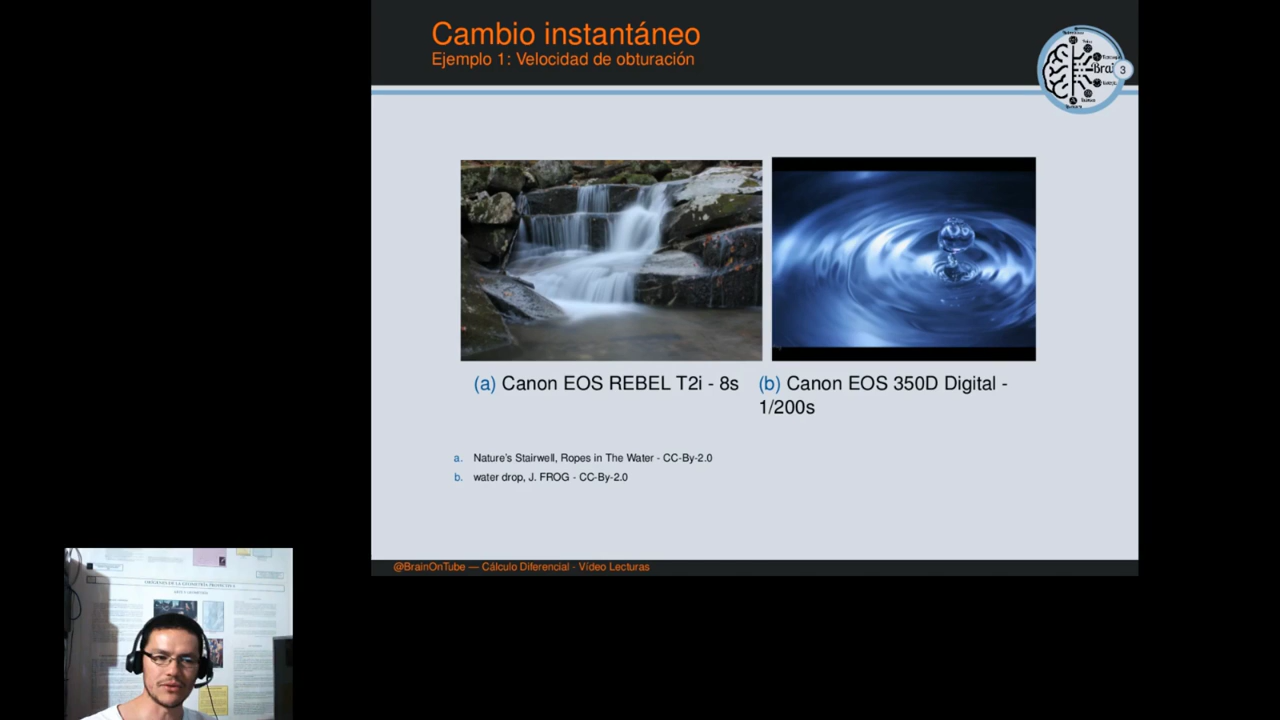 Cambio instantáneo
Ejemplo 1: Velocidad de obturación
3
(a) Canon EOS REBEL T2i - 8s
(b) Canon EOS 350D Digital -
1/200s
a. Nature's Stairwell, Ropes in The Water - CC-By-2.0
b. water drop, J. FROG - CC-By-2.0
@BrainOnTube — Cálculo Diferencial - Vídeo Lecturas